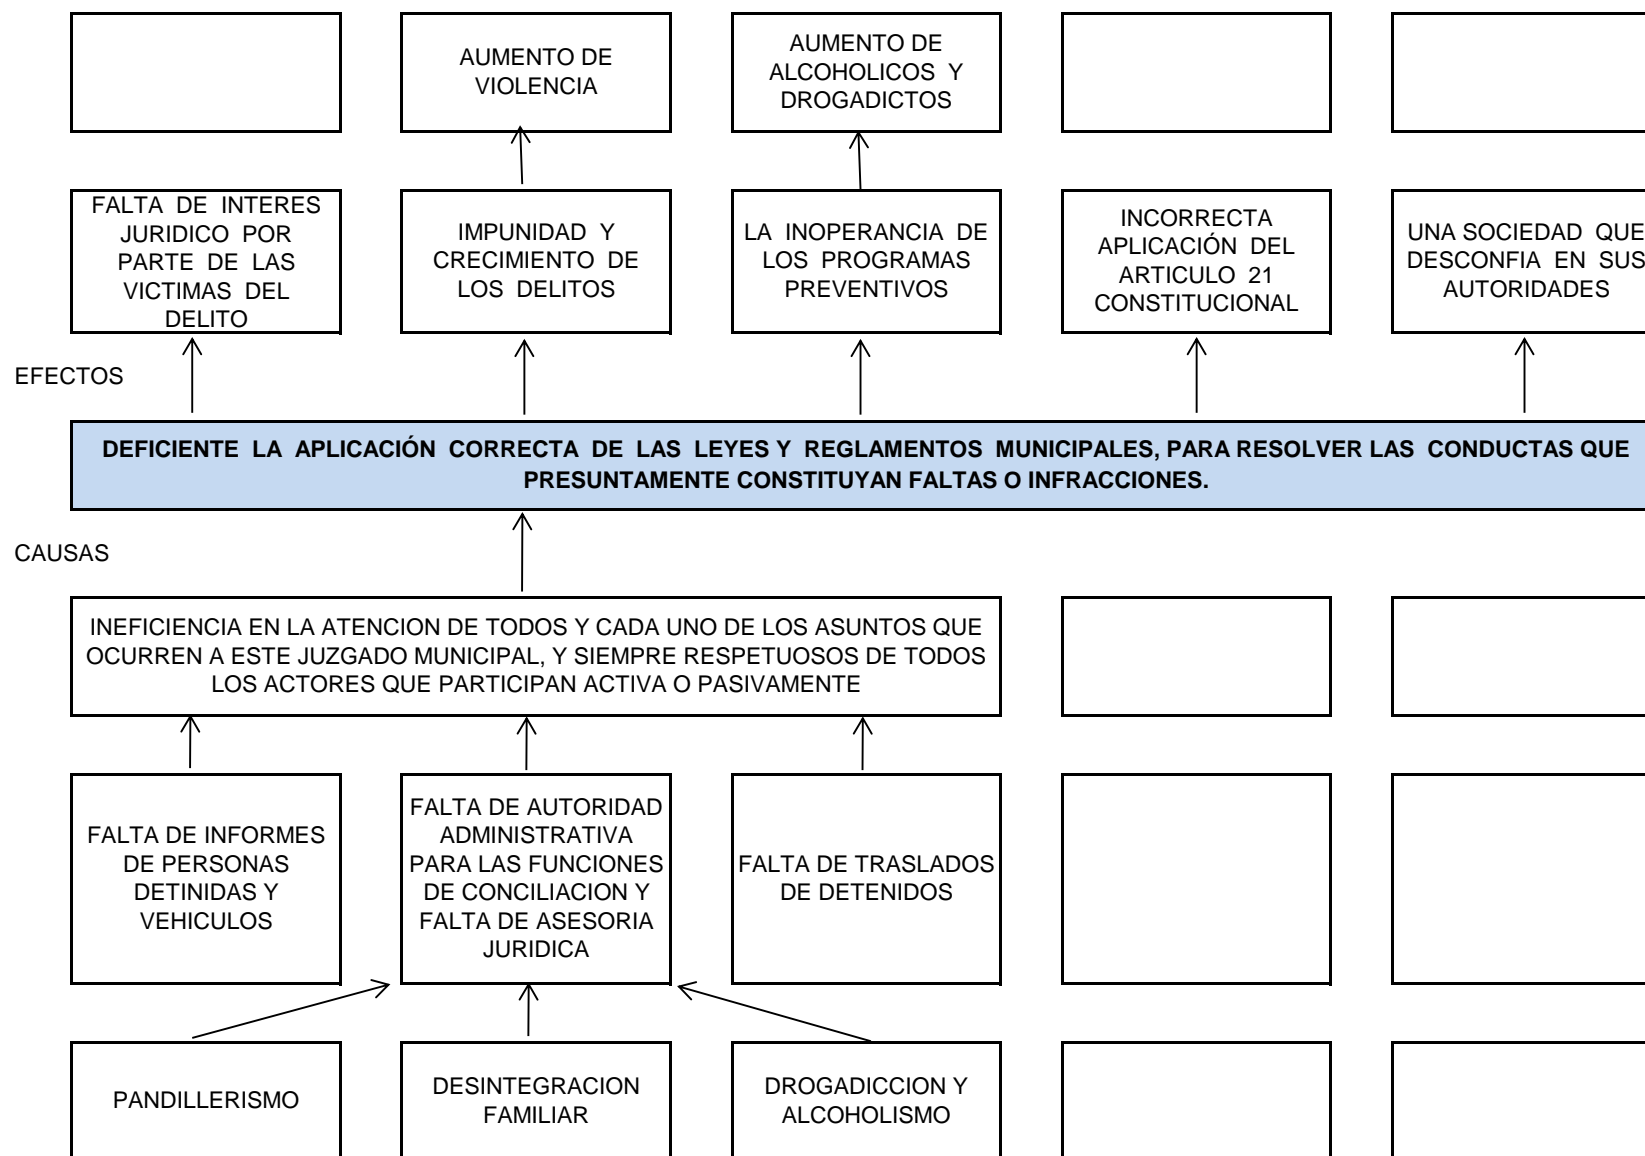 AUMENTO DE
VIOLENCIA
AUMENTO DE
ALCOHOLICOS Y
DROGADICTOS
FALTA DE INTERES
JURIDICO POR
PARTE DE LAS
VICTIMAS DEL
DELITO
IMPUNIDAD Y
CRECIMIENTO DE
LOS DELITOS
LA INOPERANCIA DE
LOS PROGRAMAS
PREVENTIVOS
INCORRECTA
APLICACIÓN DEL
ARTICULO 21
CONSTITUCIONAL
UNA SOCIEDAD QUE
DESCONFIA EN SUS
AUTORIDADES
EFECTOS
DEFICIENTE LA APLICACIÓN CORRECTA DE LAS LEYES Y REGLAMENTOS MUNICIPALES, PARA RESOLVER LAS CONDUCTAS QUE
PRESUNTAMENTE CONSTITUYAN FALTAS O INFRACCIONES.
CAUSAS
INEFICIENCIA EN LA ATENCION DE TODOS Y CADA UNO DE LOS ASUNTOS QUE
OCURREN A ESTE JUZGADO MUNICIPAL, Y SIEMPRE RESPETUOSOS DE TODOS
LOS ACTORES QUE PARTICIPAN ACTIVA O PASIVAMENTE
FALTA DE INFORMES
DE PERSONAS
DETINIDAS Y
VEHICULOS
FALTA DE AUTORIDAD
ADMINISTRATIVA
PARA LAS FUNCIONES
DE CONCILIACION Y
FALTA DE ASESORIA
JURIDICA
FALTA DE TRASLADOS
DE DETENIDOS
PANDILLERISMO
DESINTEGRACION
FAMILIAR
DROGADICCION Y
ALCOHOLISMO